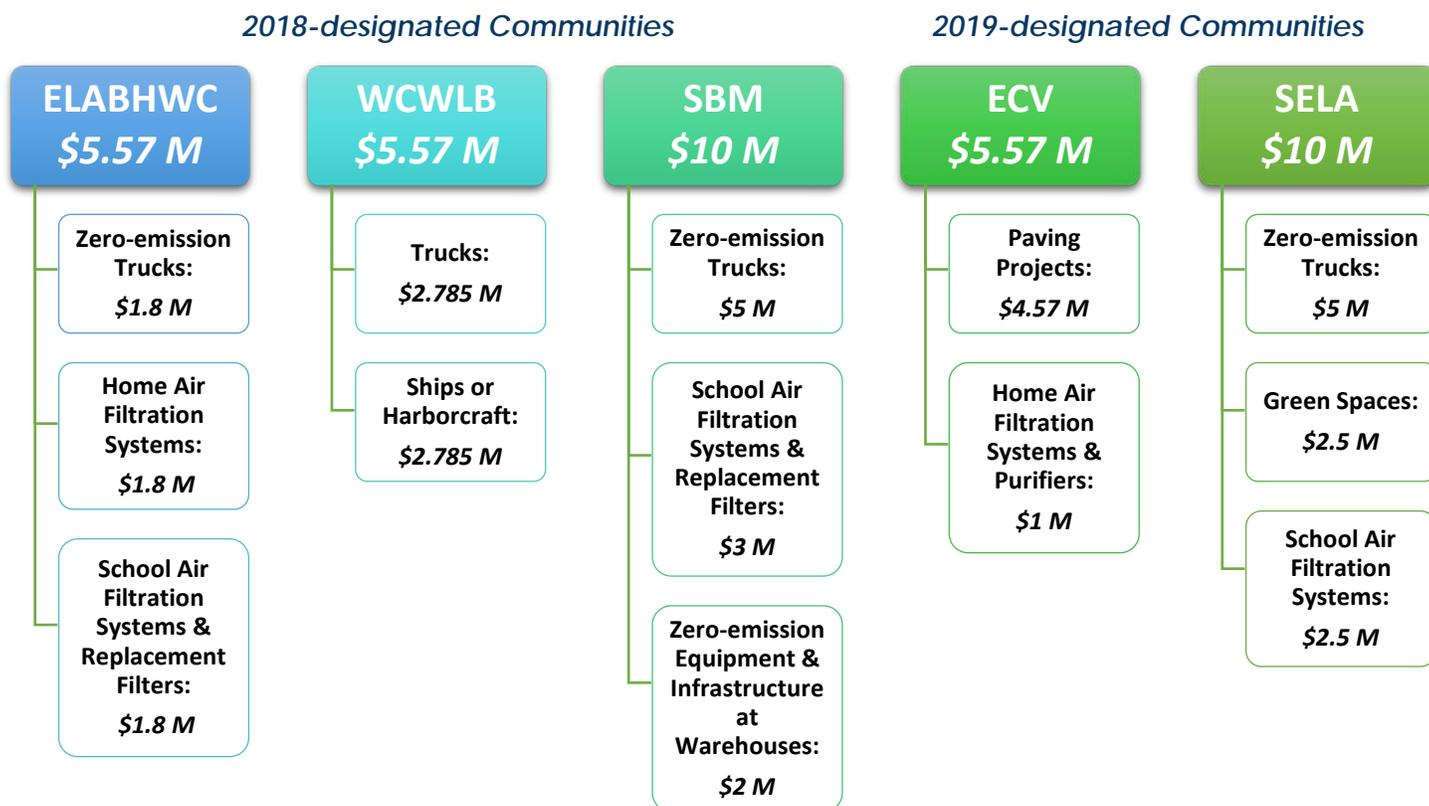 2018-designated Communities
2019-designated Communities
ELABHWC
$5.57 M
Zero-emission
Trucks:
$1.8 M
Home Air
Filtration
Systems:
$1.8 M
School Air
Filtration
Systems &
Replacement
Filters:
$1.8 M
WCWLB
$5.57 M
Trucks:
$2.785 M
Ships or
Harborcraft:
$2.785 M
SBM
$10 M
Zero-emission
Trucks:
$5 M
School Air
Filtration
Systems &
Replacement
Filters:
$3 M
Zero-emission
Equipment &
Infrastructure
at
Warehouses:
$2 M
ECV
$5.57 M
Paving
Projects:
$4.57 M
Home Air
Filtration
Systems &
Purifiers:
$1 M
SELA
$10 M
Zero-emission
Trucks:
$5 M
Green Spaces:
$2.5 M
School Air
Filtration
Systems:
$2.5 M